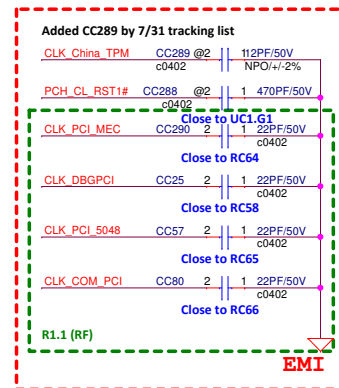 Added CC289 by 7/31 tracking list
CLK_China_TPM CC289 @2 1 12PF/50V
c0402 NPO/+/-2%
PCH_CL_RST1# CC288 @2 1 470PF/50V
c0402
Close to UC1.G1
CLK_PCI_MEC CC290 2 1 22PF/50V
c0402
Close to RC64
CLK_DBGPCI CC25 2 1 22PF/50V
c0402
Close to RC58
CLK_PCI_5048 CC57 2 1 22PF/50V
c0402
Close to RC65
CLK_COM_PCI CC80 2 1 22PF/50V
c0402
Close to RC66
R1.1 (RF)
EMI